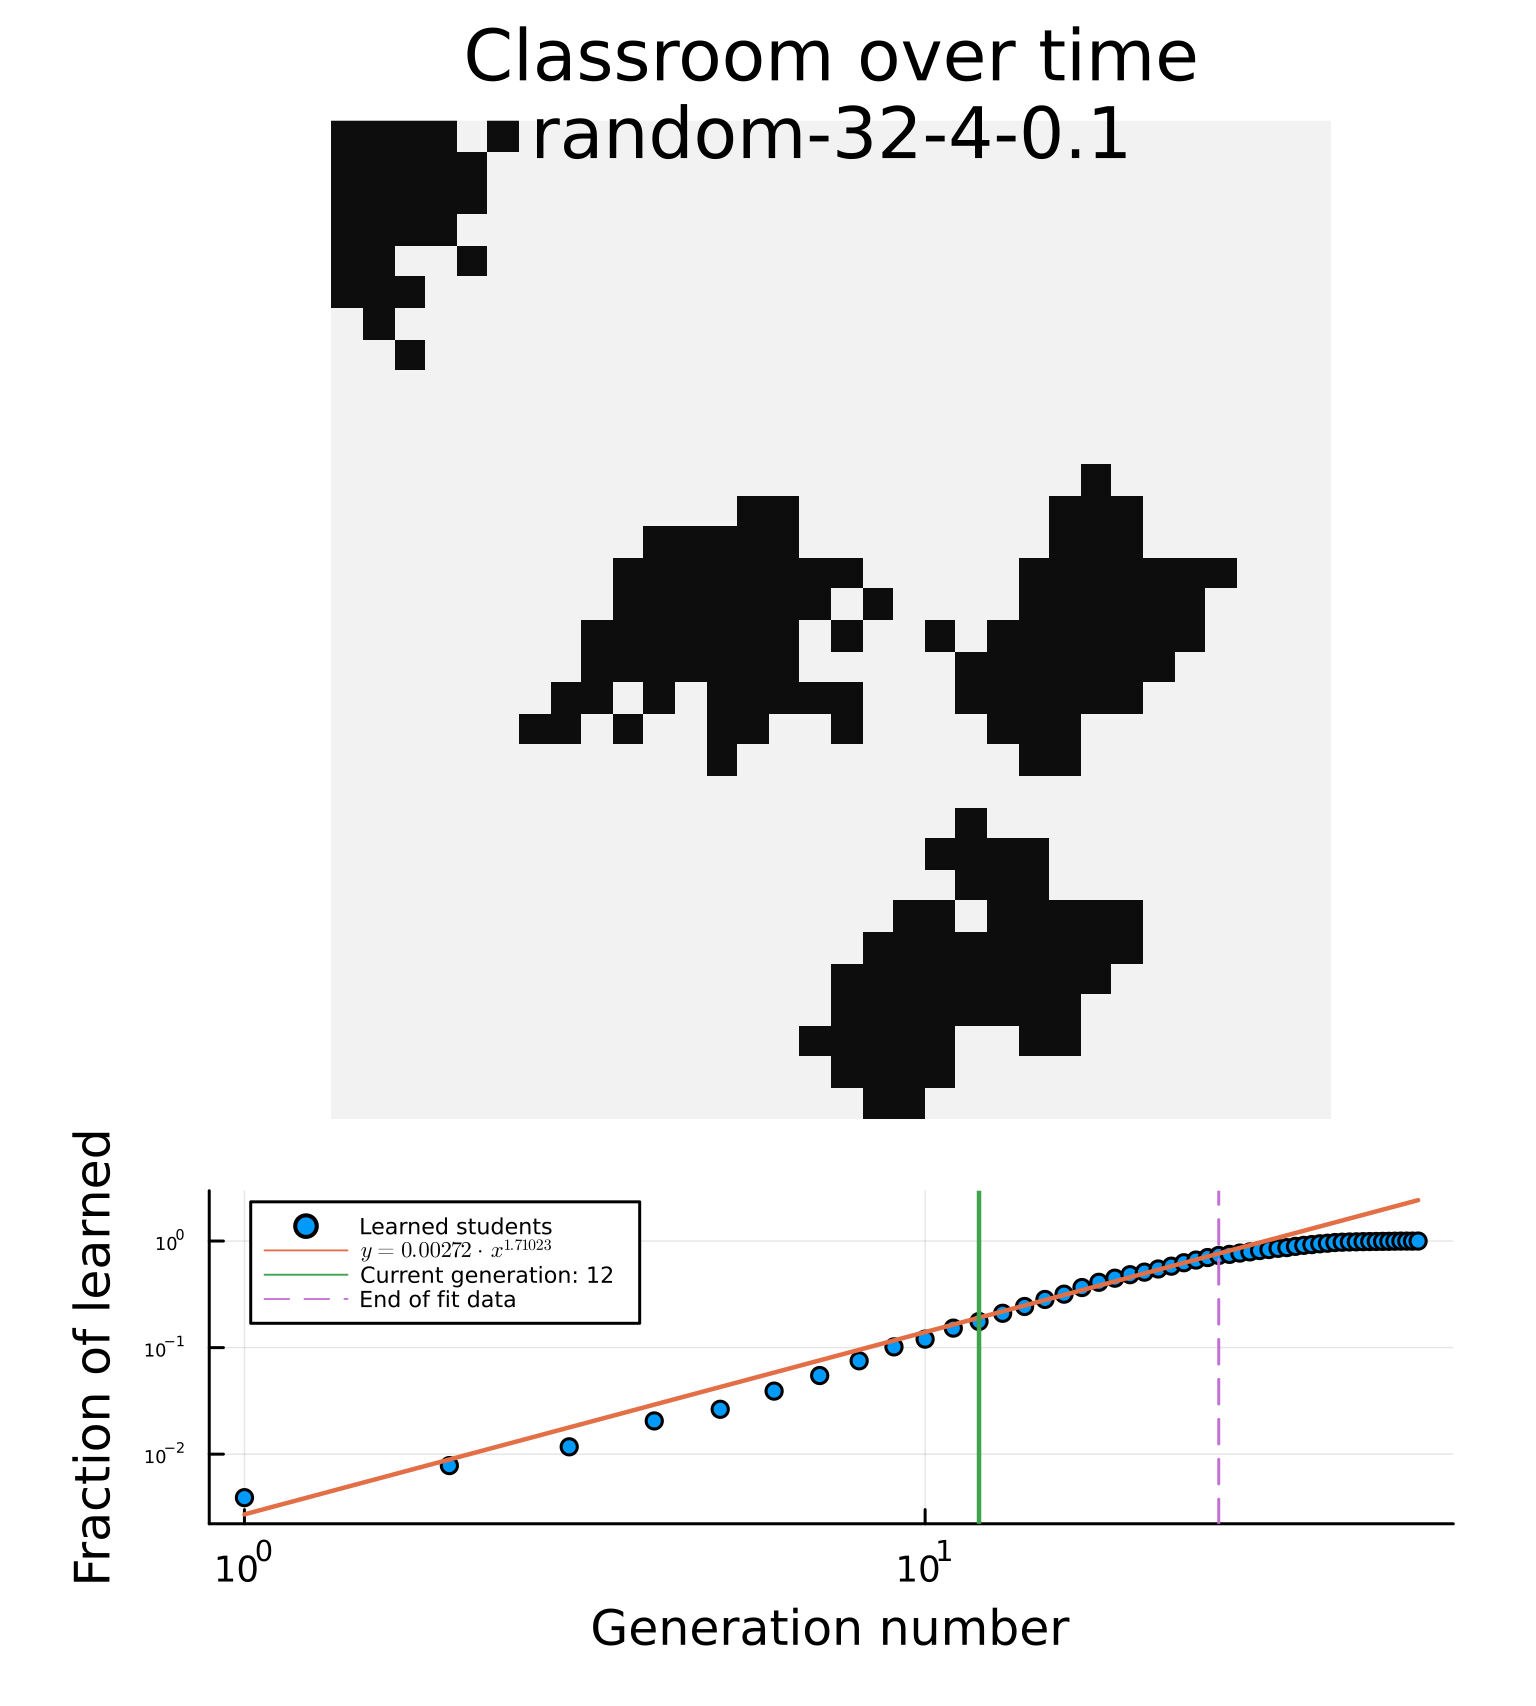 Classroom over time
random-32-4-0.1
Fraction of learned
Learned students
y = 0.00272 · x^1.71023
Current generation: 12
End of fit data
10^0
10^-1
10^-2
10^0
10^1
Generation number